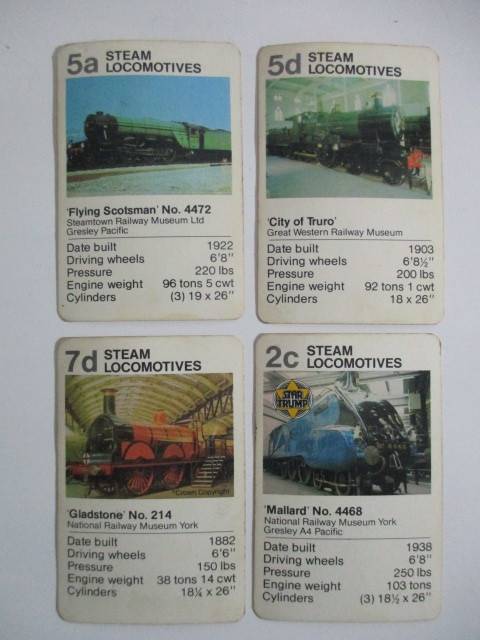 5a STEAM
LOCOMOTIVES
'Flying Scotsman' No. 4472
Steamtown Railway Museum Ltd
Gresley Pacific
Date built 1922
Driving wheels 6'8"
Pressure 220 lbs
Engine weight 96 tons 5 cwt
Cylinders (3) 19 x 26"
5d STEAM
LOCOMOTIVES
'City of Truro'
Great Western Railway Museum
Date built 1903
Driving wheels 6'8½"
Pressure 200 lbs
Engine weight 92 tons 1 cwt
Cylinders 18 x 26"
7d STEAM
LOCOMOTIVES
*Crown Copyright
'Gladstone' No. 214
National Railway Museum York
Date built 1882
Driving wheels 6'6"
Pressure 150 lbs
Engine weight 38 tons 14 cwt
Cylinders 18¼ x 26"
2c STEAM
LOCOMOTIVES
STAR
TRUMP
'Mallard' No. 4468
National Railway Museum York
Gresley A4 Pacific
Date built 1938
Driving wheels 6'8"
Pressure 250 lbs
Engine weight 103 tons
Cylinders (3) 18½ x 26"